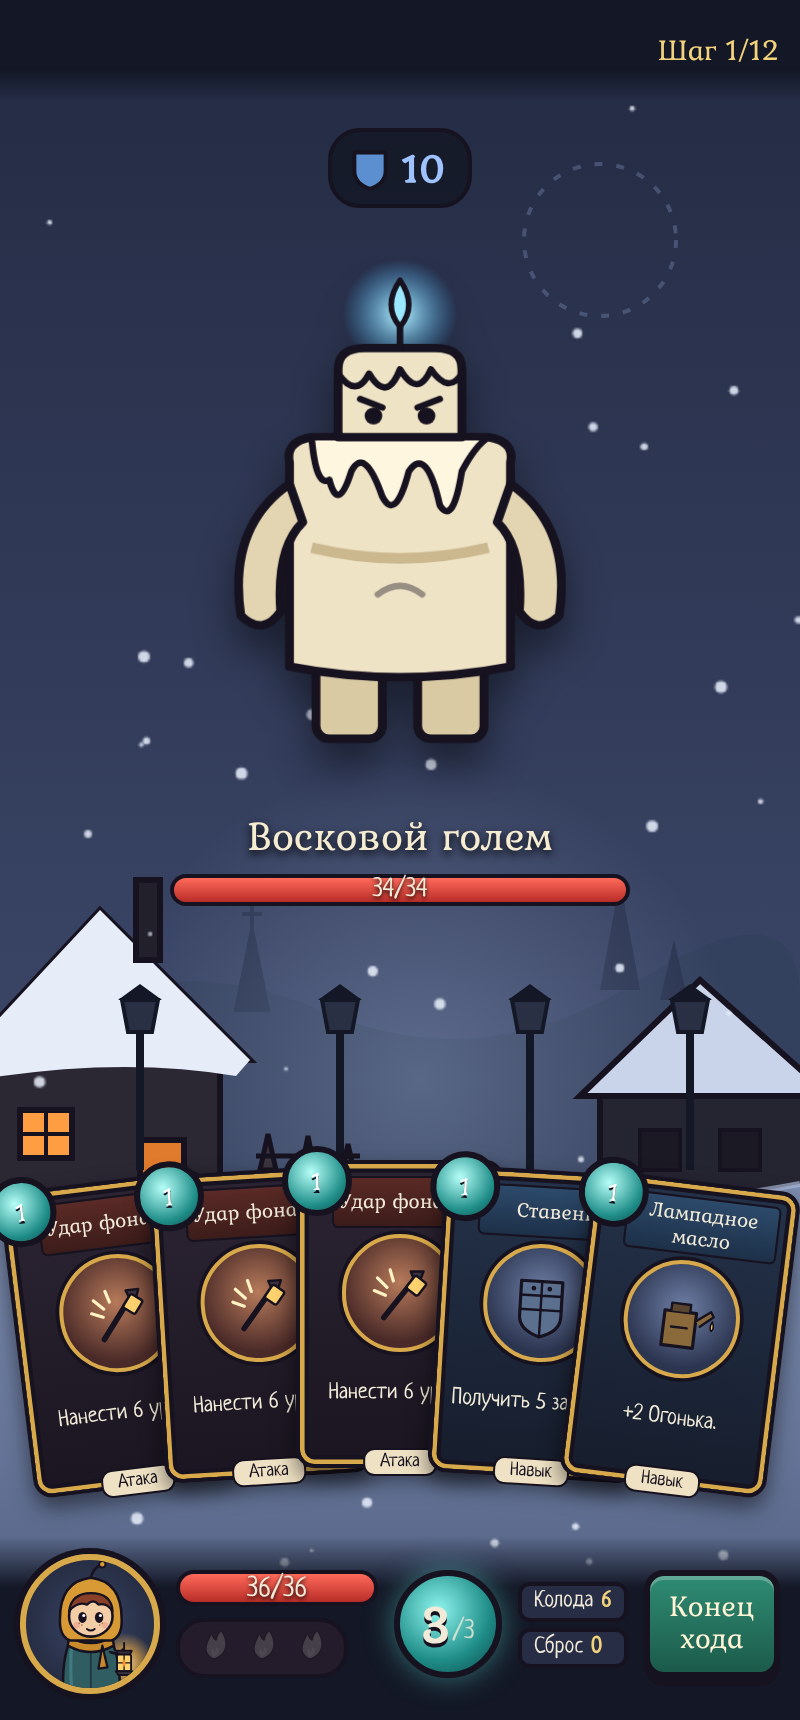 Шаг 1/12
10
Восковой голем
34/34
1
Удар фон
Нанести 6 у
Атака
1
Удар фона
Нанести 6 у
Атака
1
Удар фон
Нанести 6 у
Атака
1
Ставен
Получить 5 за
Навык
1
Лампадное
масло
+2 Огонька.
Навык
36/36
3/3
Колода 6
Сброс 0
Конец
хода